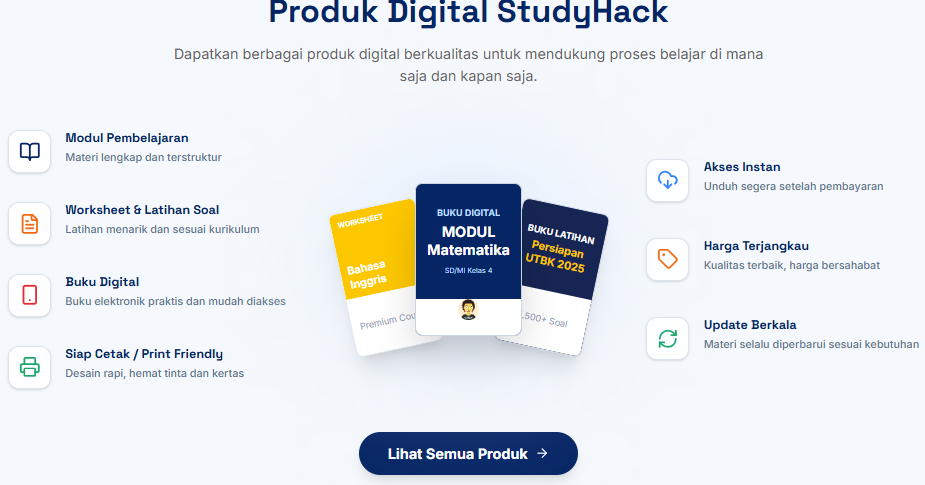 Produk Digital StudyHack
Dapatkan berbagai produk digital berkualitas untuk mendukung proses belajar di mana
saja dan kapan saja.
Modul Pembelajaran
Materi lengkap dan terstruktur
Worksheet & Latihan Soal
Latihan menarik dan sesuai kurikulum
Buku Digital
Buku elektronik praktis dan mudah diakses
Siap Cetak / Print Friendly
Desain rapi, hemat tinta dan kertas
WORKSHEET
Bahasa
Inggris
Premium
BUKU DIGITAL
MODUL
Matematika
SD/MI Kelas 4
BUKU LATIHAN
Persiapan
UTBK 2025
500+ Soal
Akses Instan
Unduh segera setelah pembayaran
Harga Terjangkau
Kualitas terbaik, harga bersahabat
Update Berkala
Materi selalu diperbarui sesuai kebutuhan
Lihat Semua Produk →